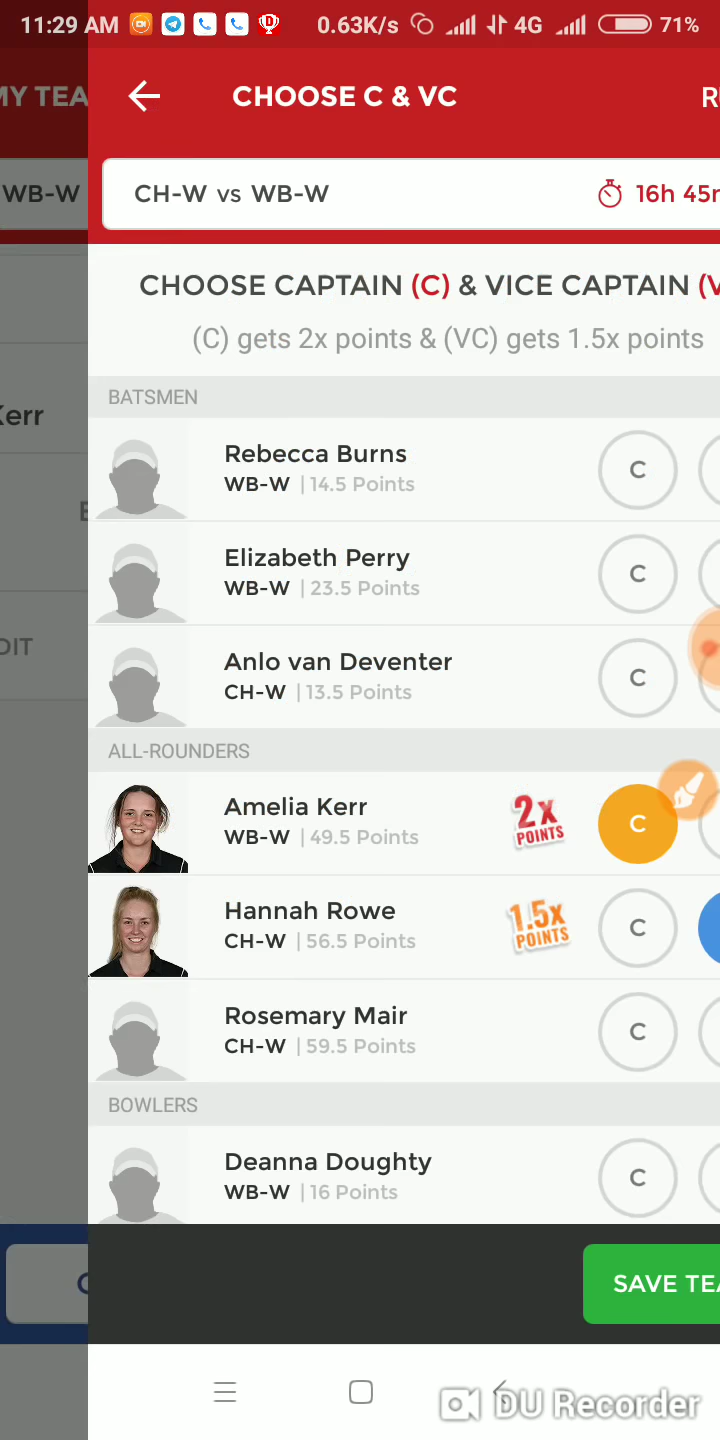 11:29 AM 0.63K/s 4G 71%
MY TEA
CHOOSE C & VC
WB-W
CH-W vs WB-W
16h 45
CHOOSE CAPTAIN (C) & VICE CAPTAIN (
(C) gets 2x points & (VC) gets 1.5x points
BATSMEN
Kerr
Rebecca Burns
WB-W | 14.5 Points
C
Elizabeth Perry
WB-W | 23.5 Points
C
DIT
Anlo van Deventer
CH-W | 13.5 Points
C
ALL-ROUNDERS
Amelia Kerr
WB-W | 49.5 Points
2x POINTS
C
Hannah Rowe
CH-W | 56.5 Points
1.5x POINTS
C
Rosemary Mair
CH-W | 59.5 Points
C
BOWLERS
Deanna Doughty
WB-W | 16 Points
C
SAVE TEA
DU Recorder